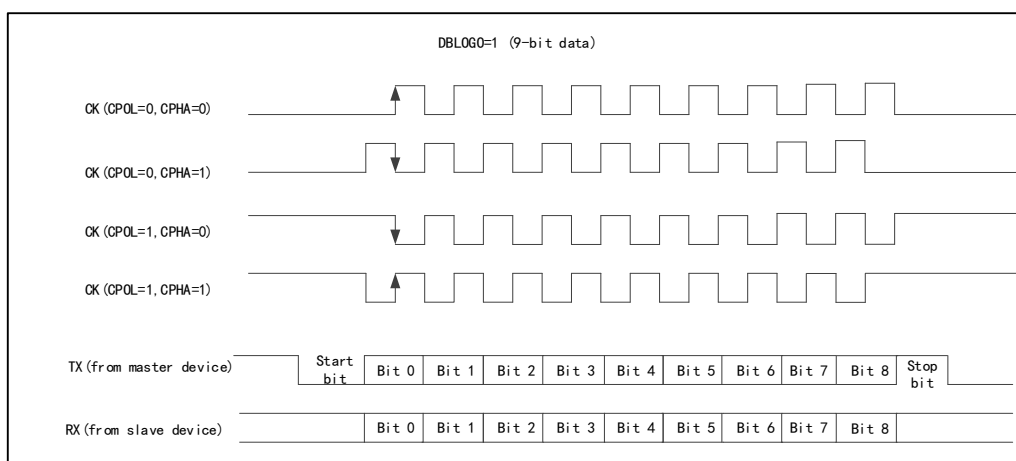 DBLOGO=1 (9-bit data)
CK(CPOL=0,CPHA=0)
CK(CPOL=0,CPHA=1)
CK(CPOL=1,CPHA=0)
CK(CPOL=1,CPHA=1)
TX(from master device) Start bit Bit 0 Bit 1 Bit 2 Bit 3 Bit 4 Bit 5 Bit 6 Bit 7 Bit 8 Stop bit
RX(from slave device) Bit 0 Bit 1 Bit 2 Bit 3 Bit 4 Bit 5 Bit 6 Bit 7 Bit 8